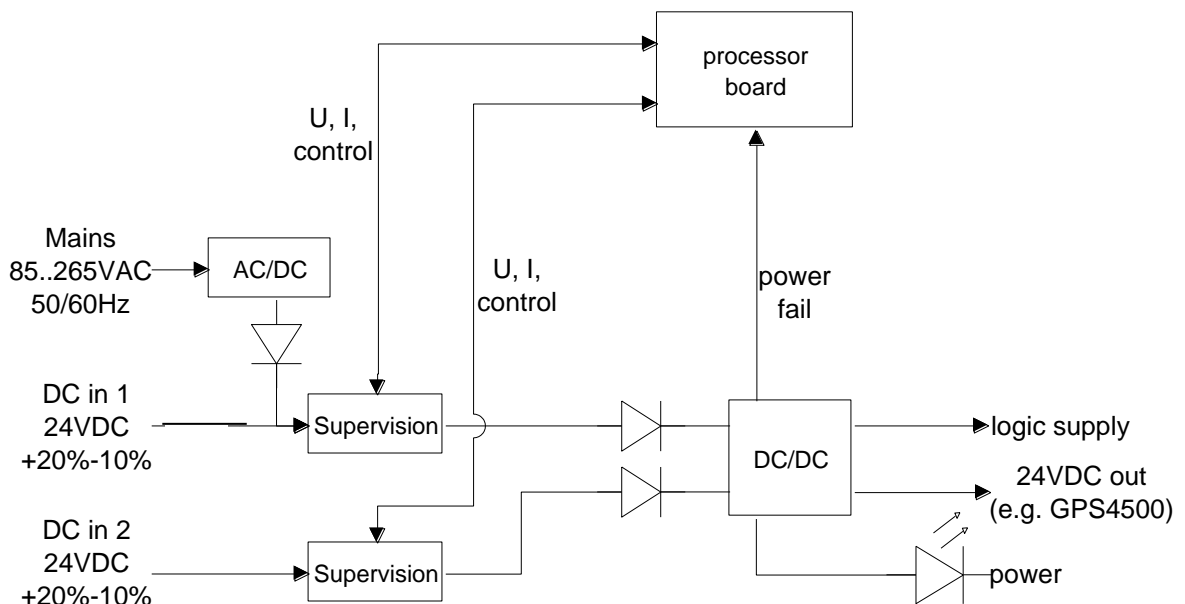 processor
board
U, I,
control
Mains
85..265VAC
50/60Hz
AC/DC
U, I,
control
power
fail
DC in 1
24VDC
+20%-10%
Supervision
DC/DC
logic supply
24VDC out
(e.g. GPS4500)
DC in 2
24VDC
+20%-10%
Supervision
power